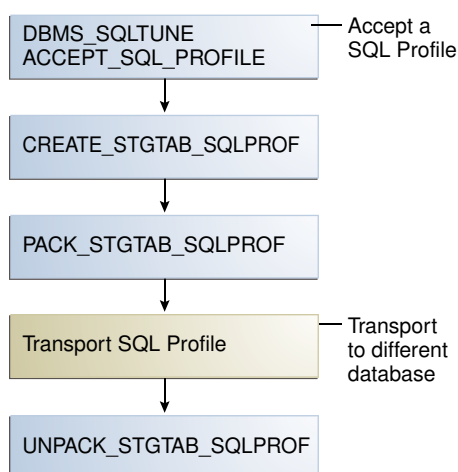 DBMS_SQLTUNE
ACCEPT_SQL_PROFILE
Accept a
SQL Profile
CREATE_STGTAB_SQLPROF
PACK_STGTAB_SQLPROF
Transport SQL Profile
Transport
to different
database
UNPACK_STGTAB_SQLPROF